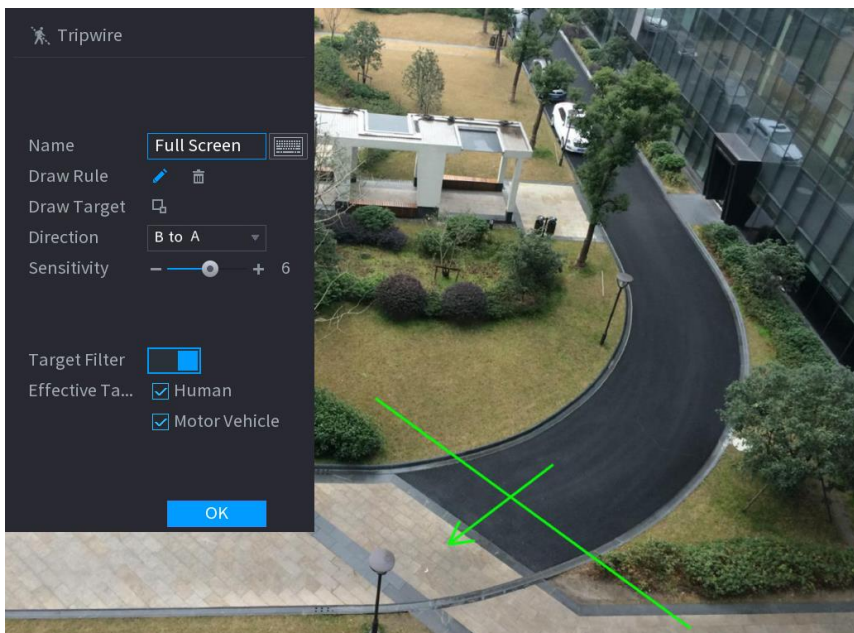 Tripwire
Name Full Screen
Draw Rule
Draw Target
Direction B to A
Sensitivity - + 6
Target Filter
Effective Ta... Human
Motor Vehicle
OK